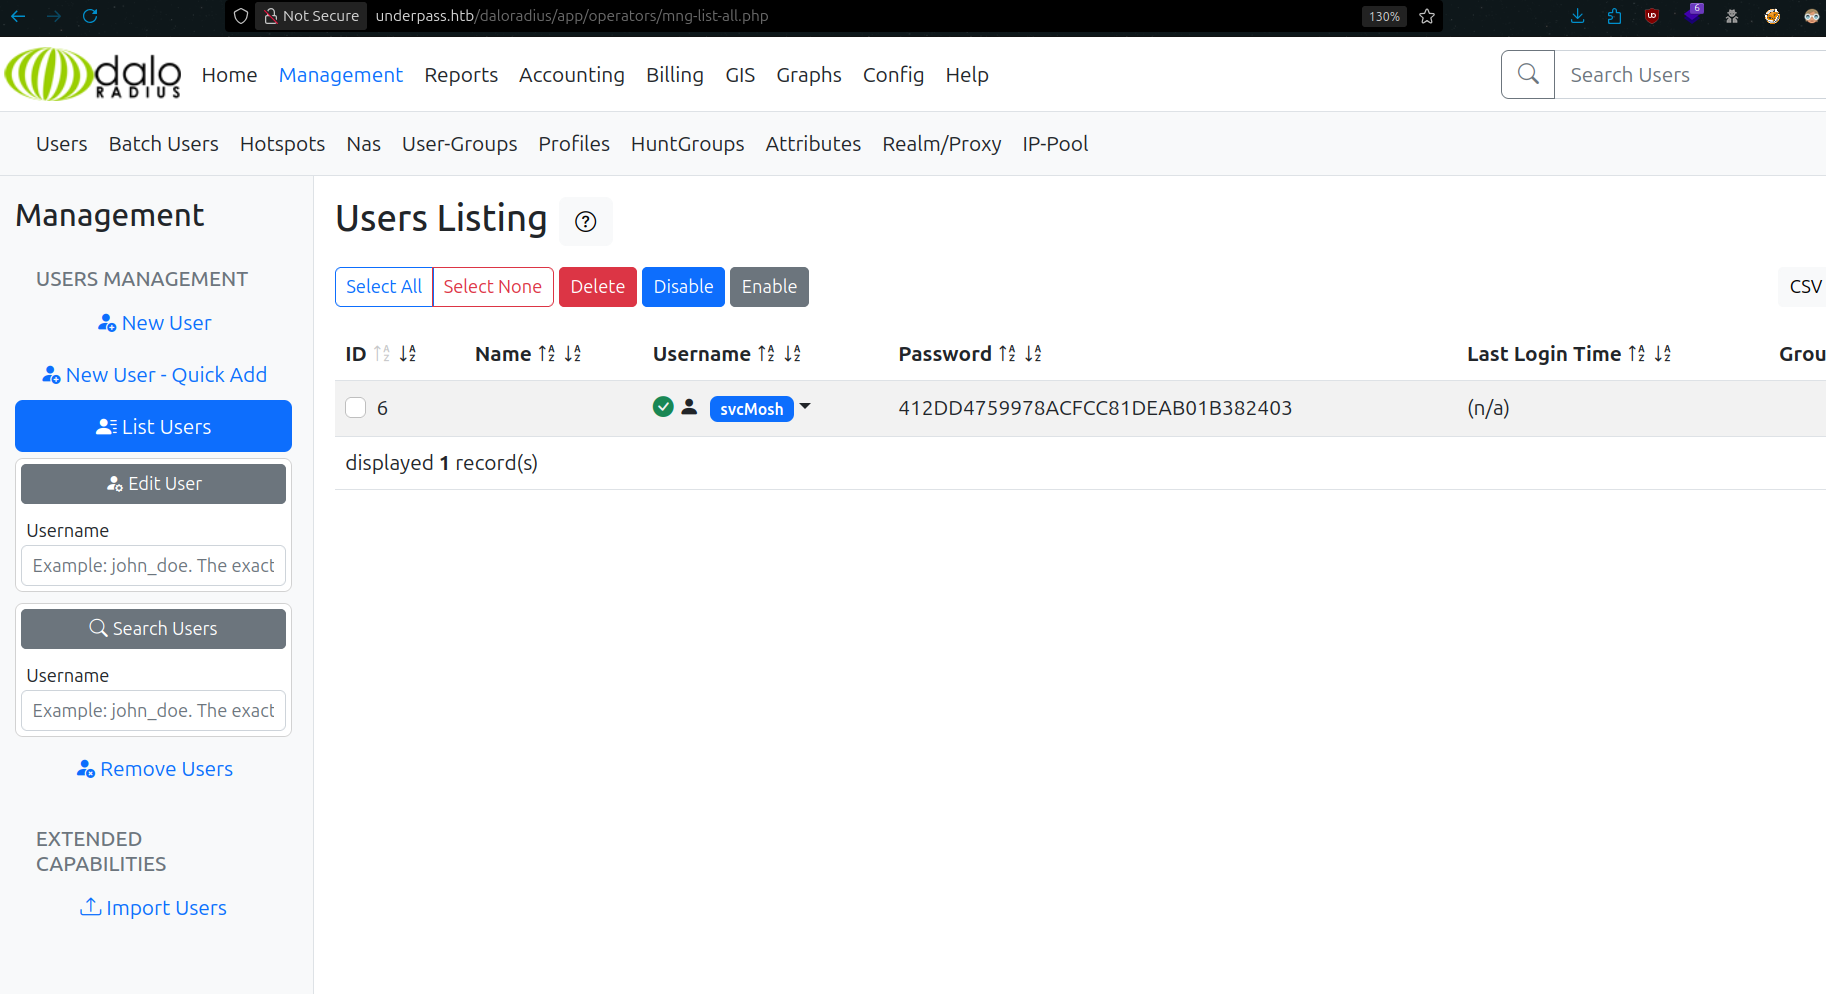 Not Secure underpass.htb/daloradius/app/operators/mng-list-all.php 130% UD 6
dalo RADIUS Home Management Reports Accounting Billing GIS Graphs Config Help Search Users
Users Batch Users Hotspots Nas User-Groups Profiles HuntGroups Attributes Realm/Proxy IP-Pool
Management
USERS MANAGEMENT
New User
New User - Quick Add
List Users
Edit User
Username
Example: john_doe. The exact
Search Users
Username
Example: john_doe. The exact
Remove Users
EXTENDED
CAPABILITIES
Import Users
Users Listing
Select All Select None Delete Disable Enable CSV
ID Name Username Password Last Login Time Grou
6 svcMosh 412DD4759978ACFCC81DEAB01B382403 (n/a)
displayed 1 record(s)